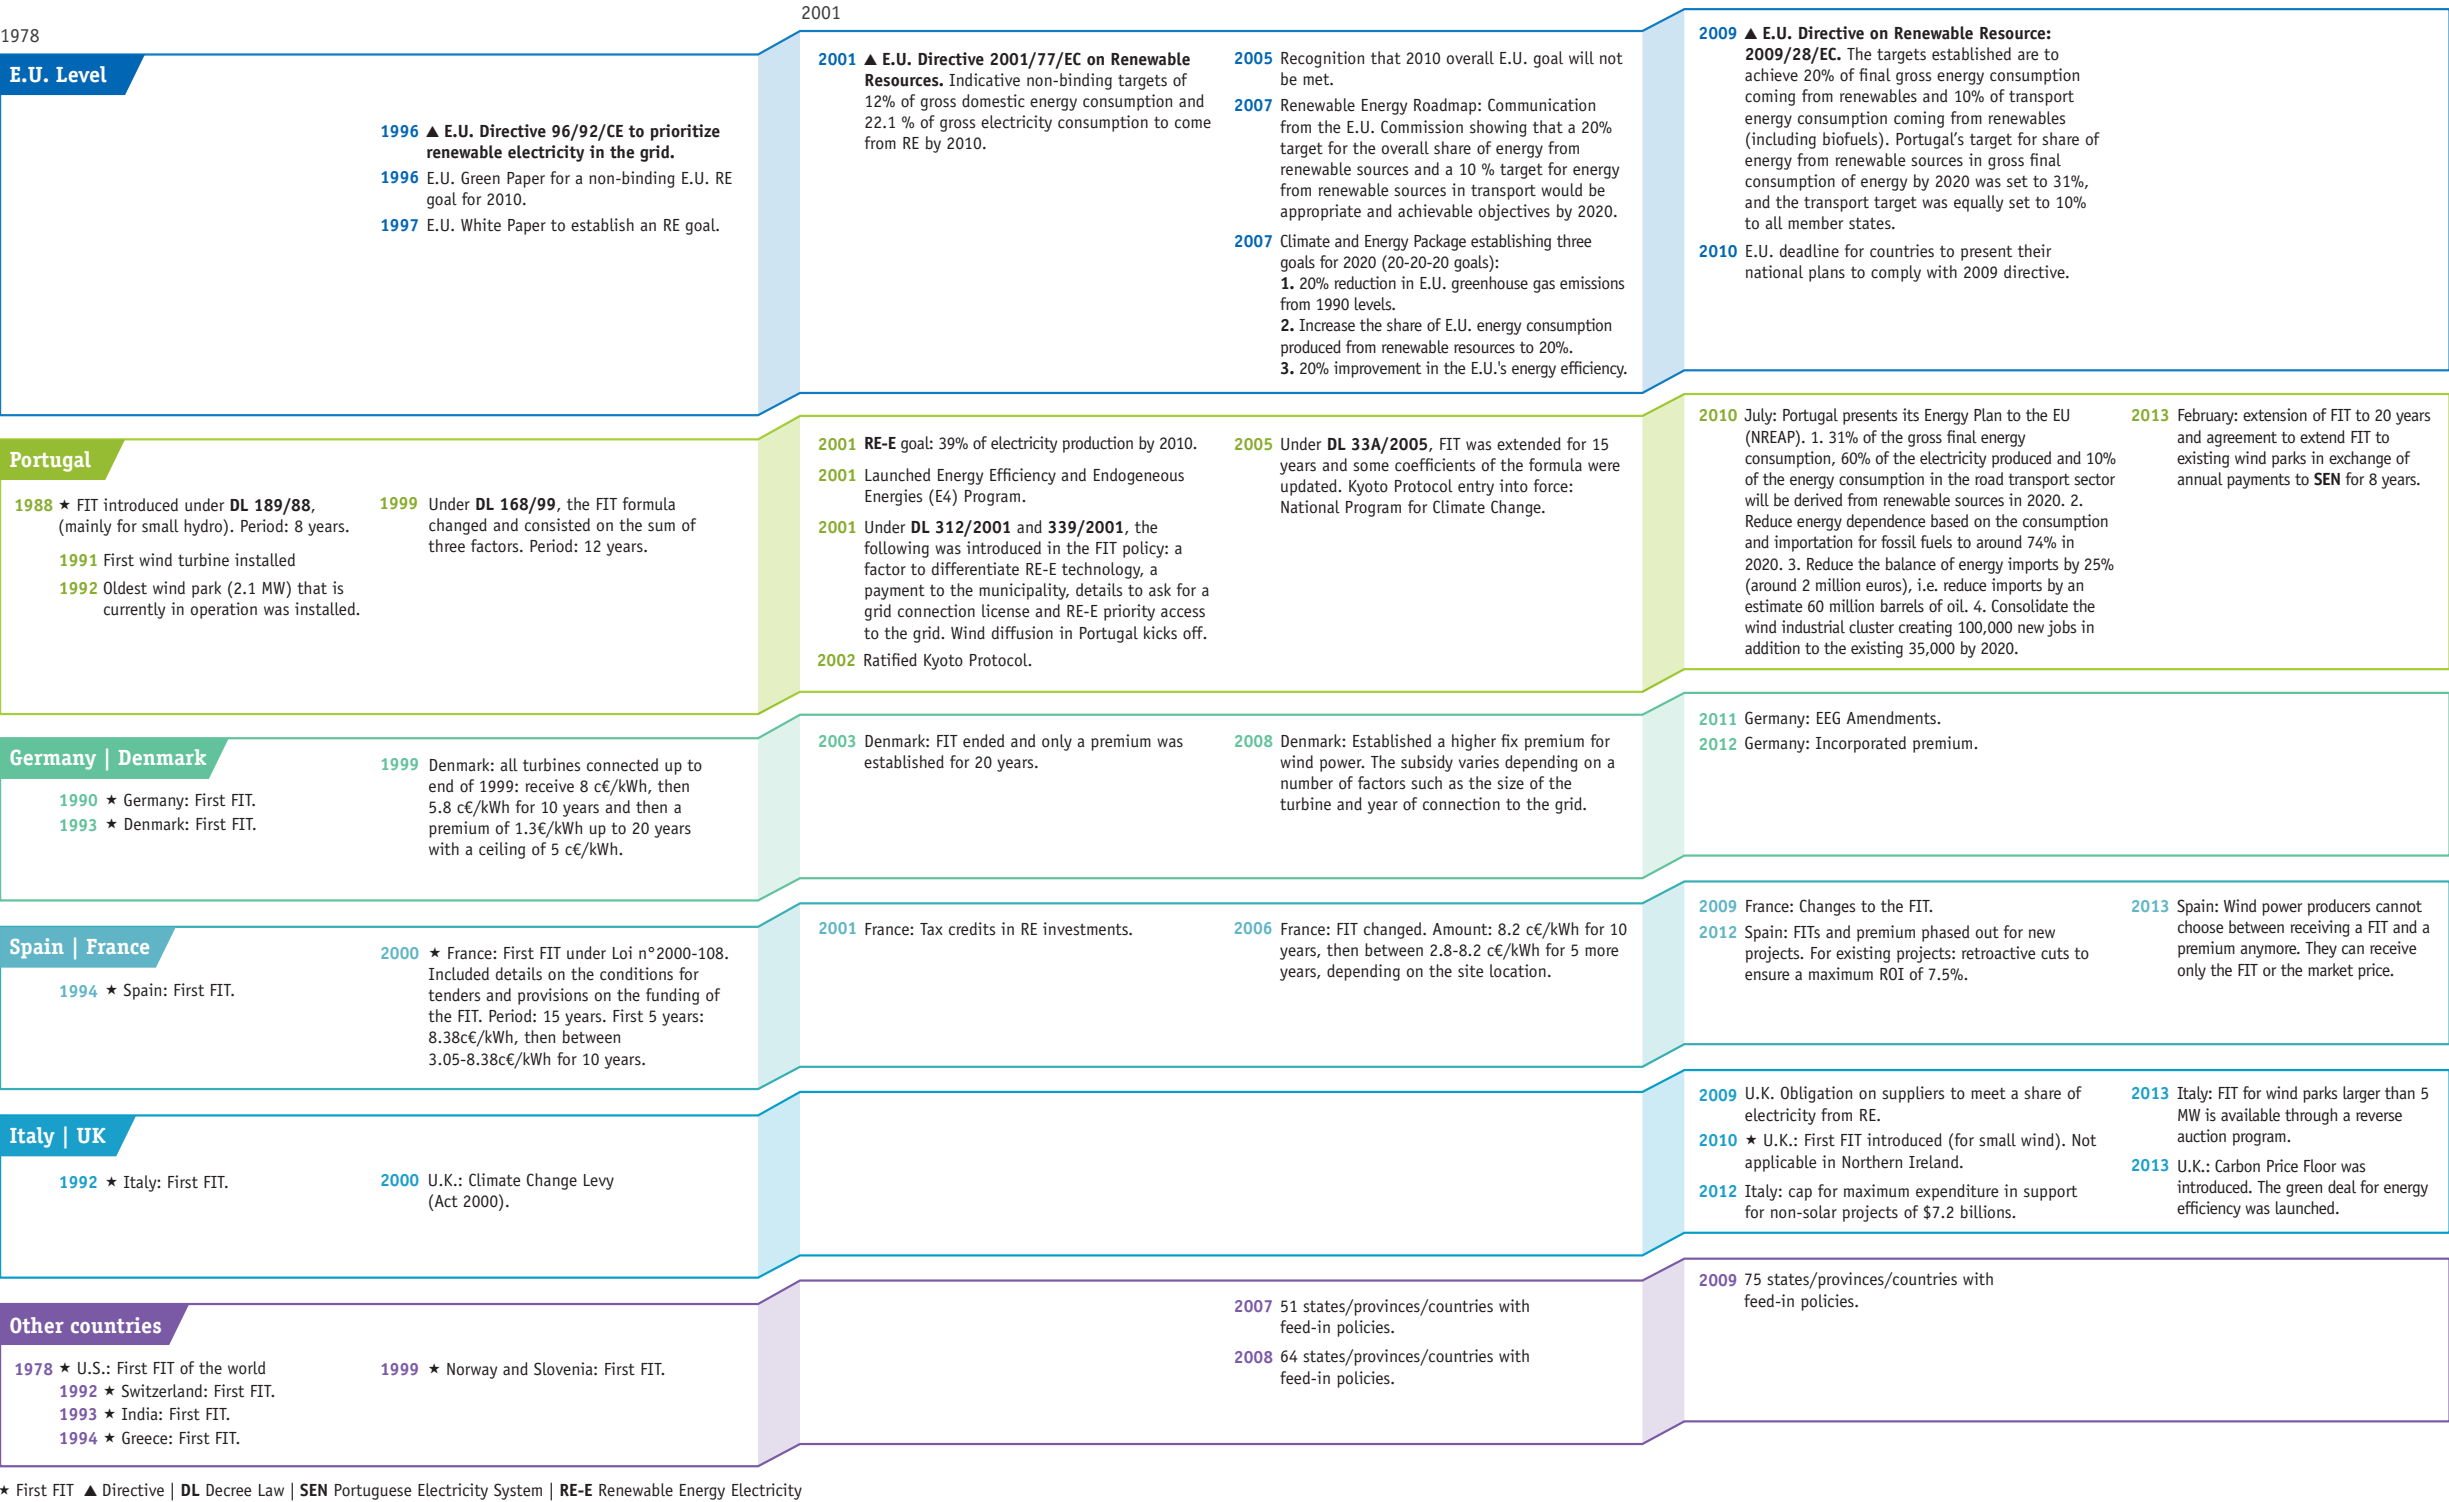 1978
2001
E.U. Level
1996 ▲ E.U. Directive 96/92/CE to prioritize
renewable electricity in the grid.
1996 E.U. Green Paper for a non-binding E.U. RE
goal for 2010.
1997 E.U. White Paper to establish an RE goal.
2001 ▲ E.U. Directive 2001/77/EC on Renewable
Resources. Indicative non-binding targets of
12% of gross domestic energy consumption and
22.1 % of gross electricity consumption to come
from RE by 2010.
2005 Recognition that 2010 overall E.U. goal will not
be met.
2007 Renewable Energy Roadmap: Communication
from the E.U. Commission showing that a 20%
target for the overall share of energy from
renewable sources and a 10 % target for energy
from renewable sources in transport would be
appropriate and achievable objectives by 2020.
2007 Climate and Energy Package establishing three
goals for 2020 (20-20-20 goals):
1. 20% reduction in E.U. greenhouse gas emissions
from 1990 levels.
2. Increase the share of E.U. energy consumption
produced from renewable resources to 20%.
3. 20% improvement in the E.U.'s energy efficiency.
2009 ▲ E.U. Directive on Renewable Resource:
2009/28/EC. The targets established are to
achieve 20% of final gross energy consumption
coming from renewables and 10% of transport
energy consumption coming from renewables
(including biofuels). Portugal’s target for share of
energy from renewable sources in gross final
consumption of energy by 2020 was set to 31%,
and the transport target was equally set to 10%
to all member states.
2010 E.U. deadline for countries to present their
national plans to comply with 2009 directive.
Portugal
1988 ★ FIT introduced under DL 189/88,
(mainly for small hydro). Period: 8 years.
1991 First wind turbine installed
1992 Oldest wind park (2.1 MW) that is
currently in operation was installed.
1999 Under DL 168/99, the FIT formula
changed and consisted on the sum of
three factors. Period: 12 years.
2001 RE-E goal: 39% of electricity production by 2010.
2001 Launched Energy Efficiency and Endogeneous
Energies (E4) Program.
2001 Under DL 312/2001 and 339/2001, the
following was introduced in the FIT policy: a
factor to differentiate RE-E technology, a
payment to the municipality, details to ask for a
grid connection license and RE-E priority access
to the grid. Wind diffusion in Portugal kicks off.
2002 Ratified Kyoto Protocol.
2005 Under DL 33A/2005, FIT was extended for 15
years and some coefficients of the formula were
updated. Kyoto Protocol entry into force:
National Program for Climate Change.
2010 July: Portugal presents its Energy Plan to the EU
(NREAP). 1. 31% of the gross final energy
consumption, 60% of the electricity produced and 10%
of the energy consumption in the road transport sector
will be derived from renewable sources in 2020. 2.
Reduce energy dependence based on the consumption
and importation for fossil fuels to around 74% in
2020. 3. Reduce the balance of energy imports by 25%
(around 2 million euros), i.e. reduce imports by an
estimate 60 million barrels of oil. 4. Consolidate the
wind industrial cluster creating 100,000 new jobs in
addition to the existing 35,000 by 2020.
2013 February: extension of FIT to 20 years
and agreement to extend FIT to
existing wind parks in exchange of
annual payments to SEN for 8 years.
Germany | Denmark
1990 ★ Germany: First FIT.
1993 ★ Denmark: First FIT.
1999 Denmark: all turbines connected up to
end of 1999: receive 8 c€/kWh, then
5.8 c€/kWh for 10 years and then a
premium of 1.3€/kWh up to 20 years
with a ceiling of 5 c€/kWh.
2003 Denmark: FIT ended and only a premium was
established for 20 years.
2008 Denmark: Established a higher fix premium for
wind power. The subsidy varies depending on a
number of factors such as the size of the
turbine and year of connection to the grid.
2011 Germany: EEG Amendments.
2012 Germany: Incorporated premium.
Spain | France
1994 ★ Spain: First FIT.
2000 ★ France: First FIT under Loi n°2000-108.
Included details on the conditions for
tenders and provisions on the funding of
the FIT. Period: 15 years. First 5 years:
8.38c€/kWh, then between
3.05-8.38c€/kWh for 10 years.
2001 France: Tax credits in RE investments.
2006 France: FIT changed. Amount: 8.2 c€/kWh for 10
years, then between 2.8-8.2 c€/kWh for 5 more
years, depending on the site location.
2009 France: Changes to the FIT.
2012 Spain: FITs and premium phased out for new
projects. For existing projects: retroactive cuts to
ensure a maximum ROI of 7.5%.
2013 Spain: Wind power producers cannot
choose between receiving a FIT and a
premium anymore. They can receive
only the FIT or the market price.
Italy | UK
1992 ★ Italy: First FIT.
2000 U.K.: Climate Change Levy
(Act 2000).
2009 U.K. Obligation on suppliers to meet a share of
electricity from RE.
2010 ★ U.K.: First FIT introduced (for small wind). Not
applicable in Northern Ireland.
2012 Italy: cap for maximum expenditure in support
for non-solar projects of $7.2 billions.
2013 Italy: FIT for wind parks larger than 5
MW is available through a reverse
auction program.
2013 U.K.: Carbon Price Floor was
introduced. The green deal for energy
efficiency was launched.
Other countries
1978 ★ U.S.: First FIT of the world
1992 ★ Switzerland: First FIT.
1993 ★ India: First FIT.
1994 ★ Greece: First FIT.
1999 ★ Norway and Slovenia: First FIT.
2007 51 states/provinces/countries with
feed-in policies.
2008 64 states/provinces/countries with
feed-in policies.
2009 75 states/provinces/countries with
feed-in policies.
★ First FIT ▲ Directive | DL Decree Law | SEN Portuguese Electricity System | RE-E Renewable Energy Electricity